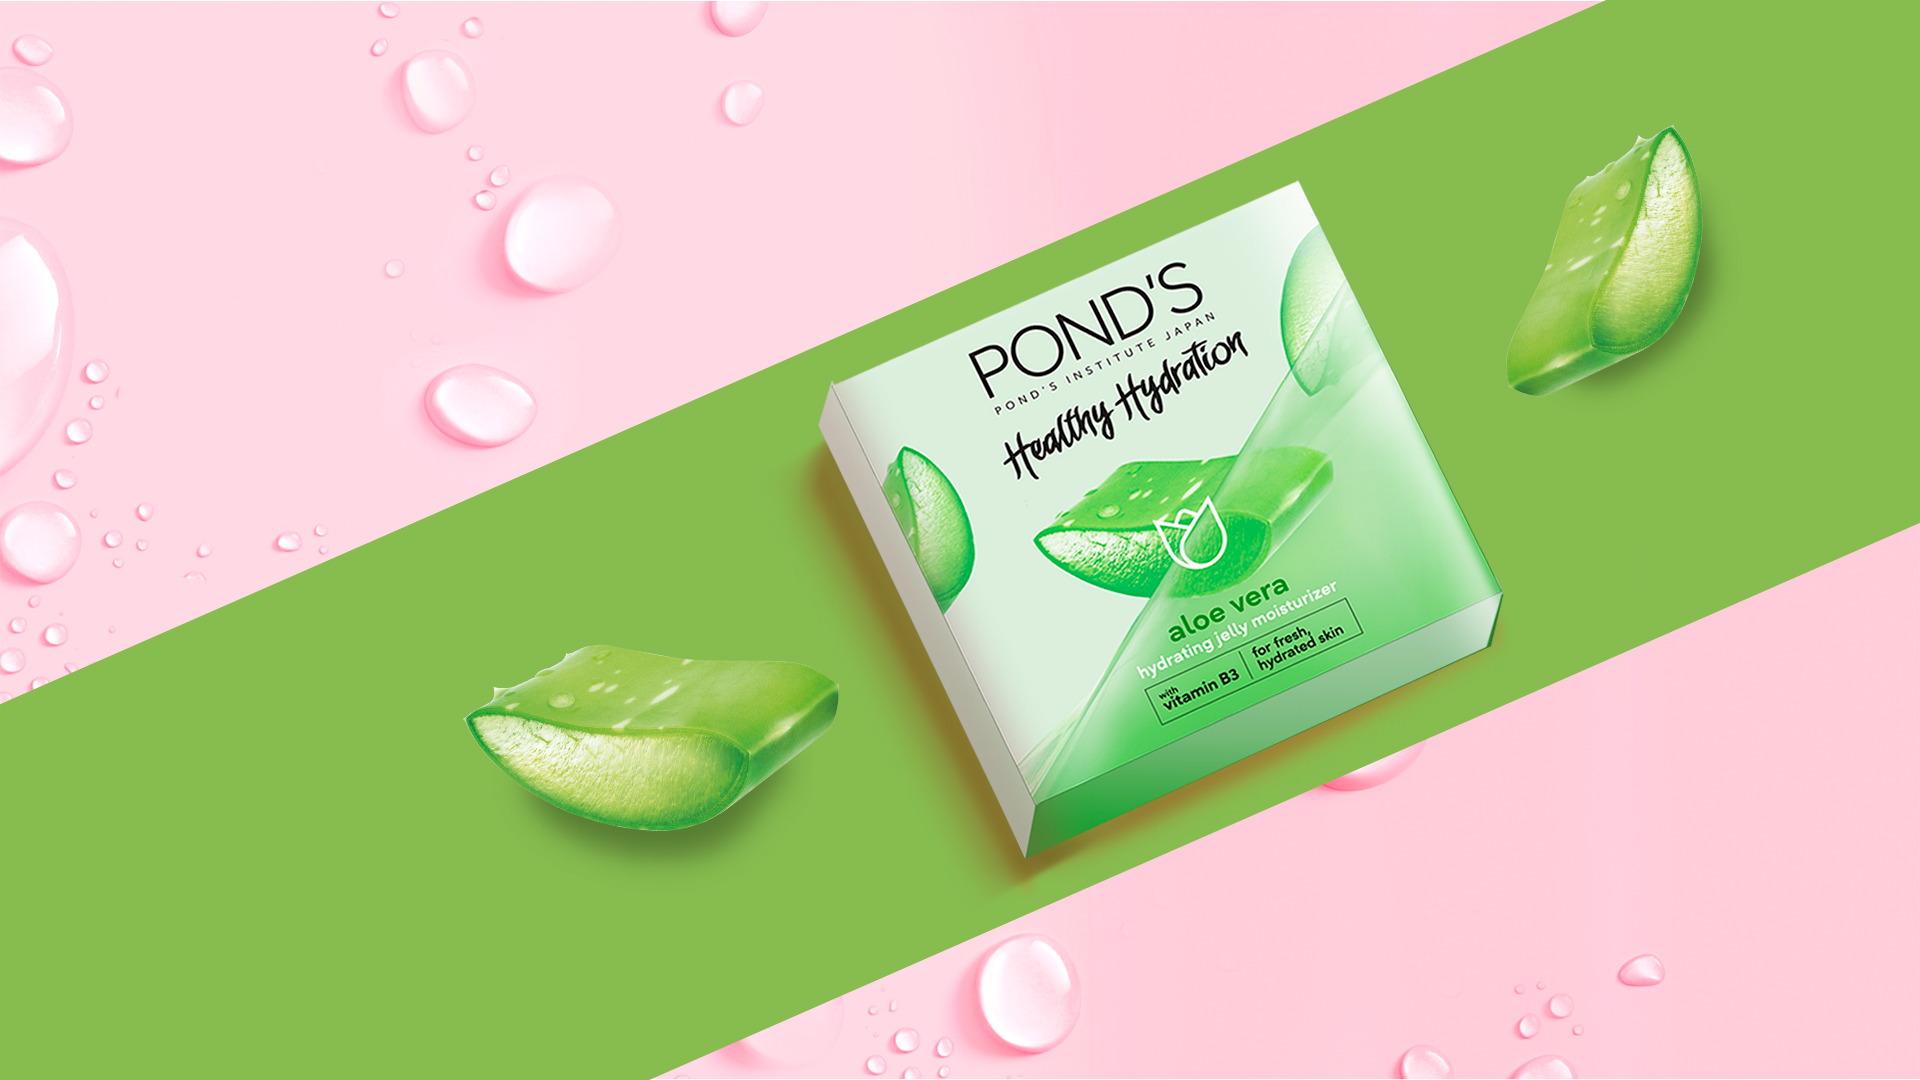 POND'S
POND'S INSTITUTE JAPAN
Healthy Hydration
aloe vera
hydrating jelly moisturizer
with
vitamin B3
for fresh,
hydrated skin